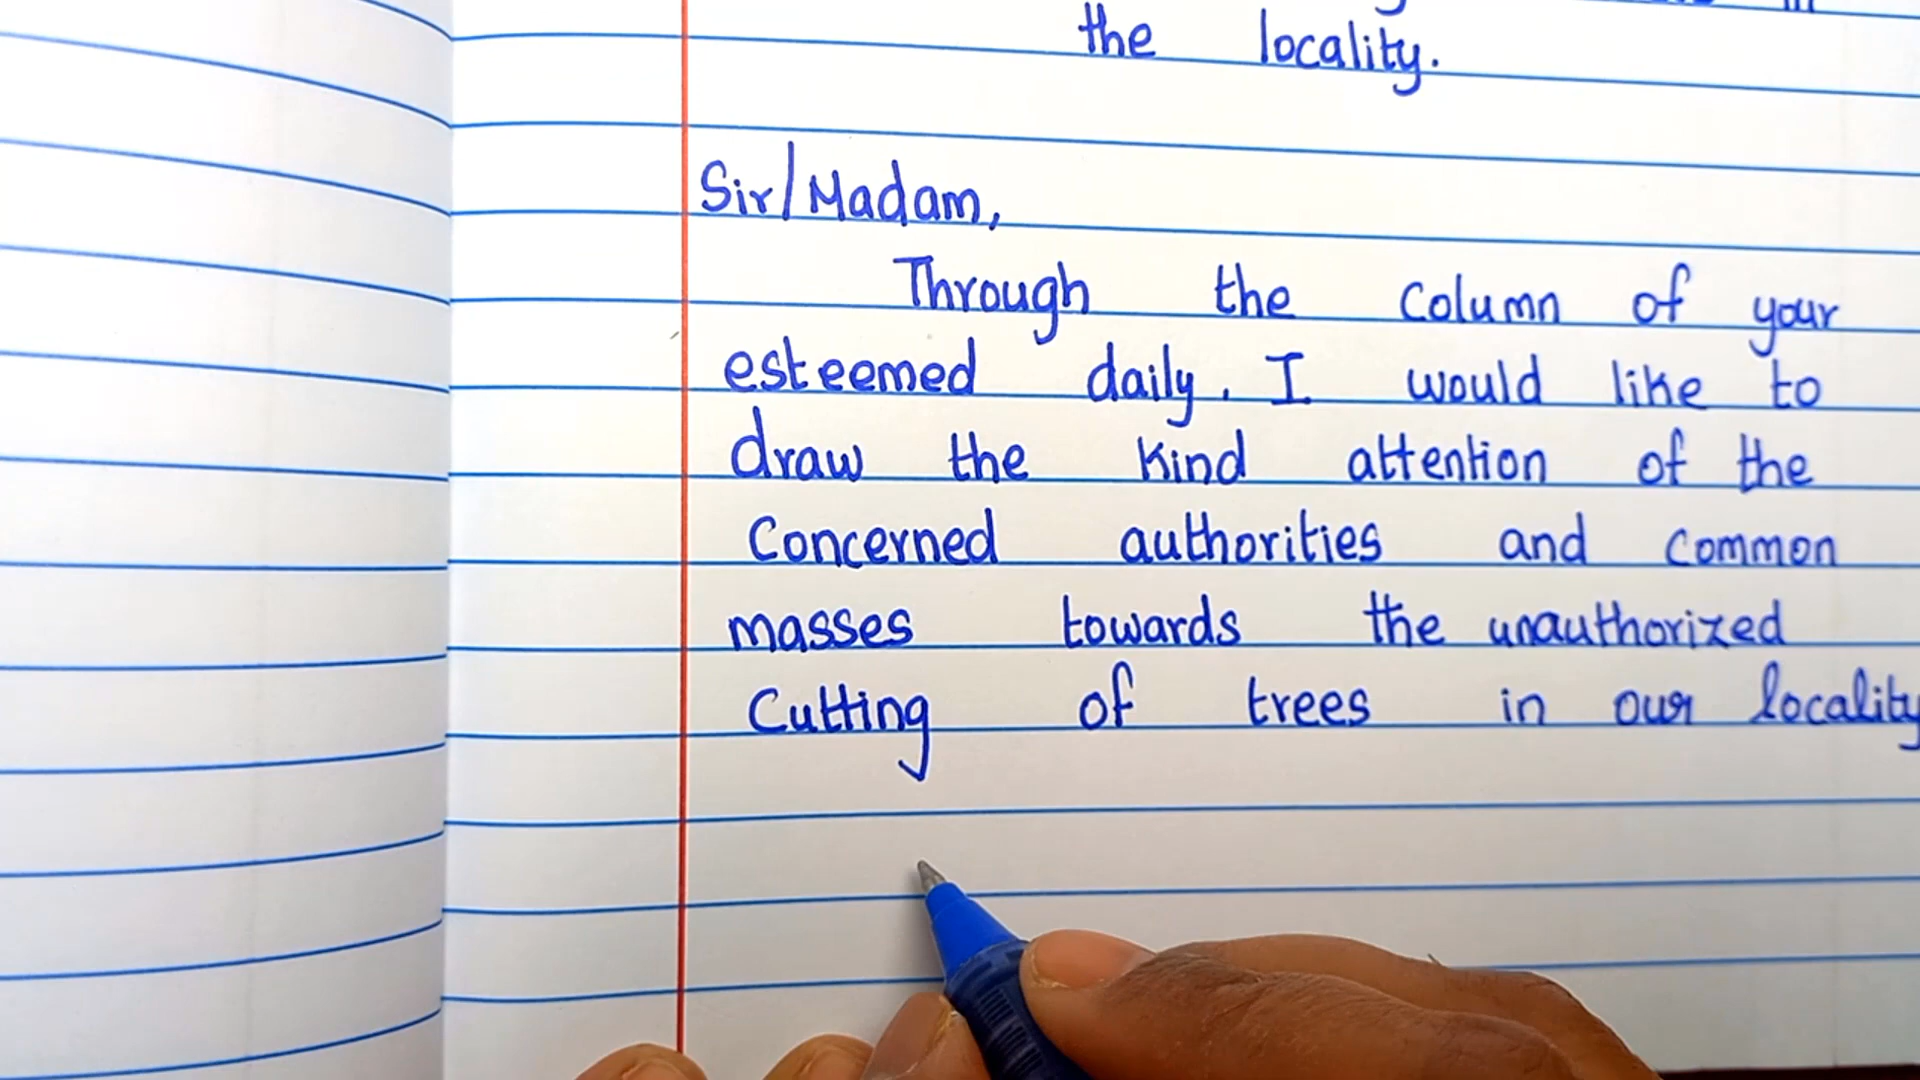 the locality.
Sir/Madam,
Through the Column of your
esteemed daily. I would like to
draw the Kind attention of the
Concerned authorities and common
masses towards the unauthorized
Cutting of trees in our locality